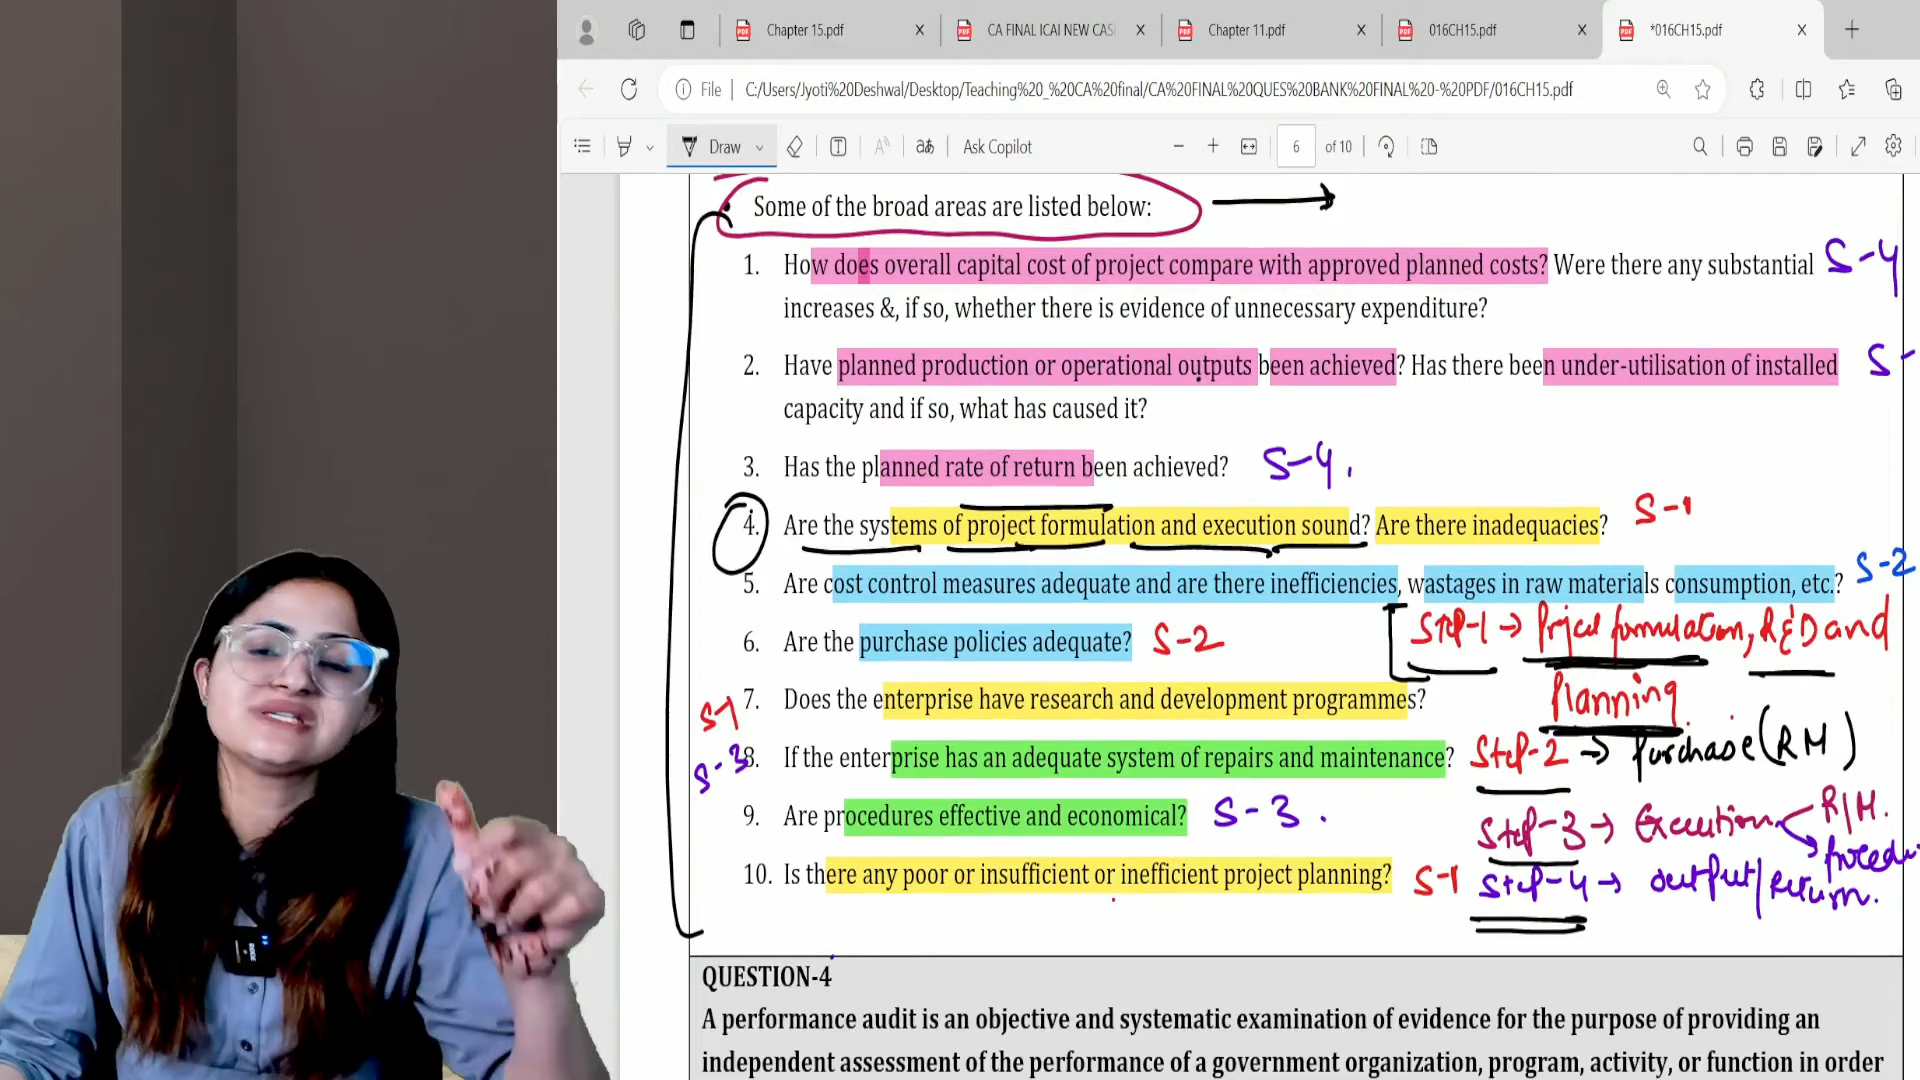 Chapter 15.pdf
CA FINAL ICAI NEW CAS
Chapter 11.pdf
016CH15.pdf
*016CH15.pdf
File
C:/Users/Jyoti%20Deshwal/Desktop/Teaching%20_%20CA%20final/CA%20FINAL%20QUES%20BANK%20FINAL%20-%20PDF/016CH15.pdf
Draw
Ask Copilot
6 of 10
Some of the broad areas are listed below:
1. How does overall capital cost of project compare with approved planned costs? Were there any substantial S-4
increases &, if so, whether there is evidence of unnecessary expenditure?
2. Have planned production or operational outputs been achieved? Has there been under-utilisation of installed S-
capacity and if so, what has caused it?
3. Has the planned rate of return been achieved? S-4.
4. Are the systems of project formulation and execution sound? Are there inadequacies? S-1
5. Are cost control measures adequate and are there inefficiencies, wastages in raw materials consumption, etc.? S-2
Step-1 → Projec formulation, R&D and
6. Are the purchase policies adequate? S-2
Planning
S-1 7. Does the enterprise have research and development programmes?
S-3 8. If the enterprise has an adequate system of repairs and maintenance?
Step-2 → Purchase (RM)
9. Are procedures effective and economical? S-3.
Step-3 → Execution R/M.
10. Is there any poor or insufficient or inefficient project planning? S-1
Step-4 → output/Return.
QUESTION-4
A performance audit is an objective and systematic examination of evidence for the purpose of providing an
independent assessment of the performance of a government organization, program, activity, or function in order